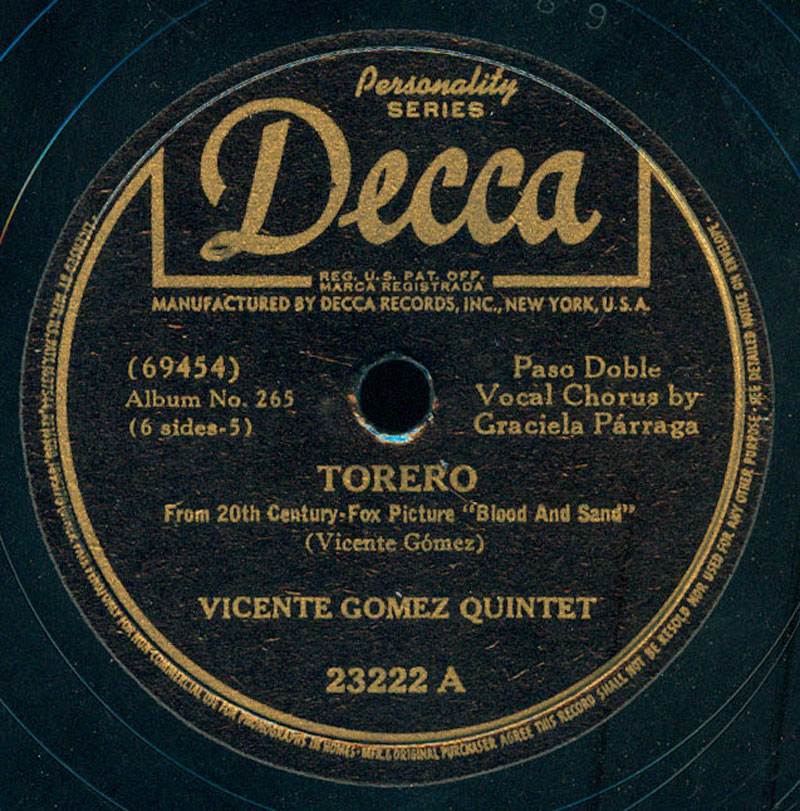 Personality
SERIES
Decca
REG. U.S. PAT. OFF.
MARCA REGISTRADA
MANUFACTURED BY DECCA RECORDS, INC., NEW YORK, U.S.A.
(69454)
Album No. 265
(6 sides-5)
Paso Doble
Vocal Chorus by
Graciela Párraga
TORERO
From 20th Century-Fox Picture "Blood And Sand"
(Vicente Gómez)
VICENTE GOMEZ QUINTET
23222 A
NON-COMMERCIAL USE FOR PHONOGRAPHS IN HOMES. MFR. & ORIGINAL PURCHASER AGREE THIS RECORD SHALL NOT BE RESOLD NOR USED FOR ANY OTHER PURPOSE. SEE DETAILED NOTICE ON ENVELOPE.